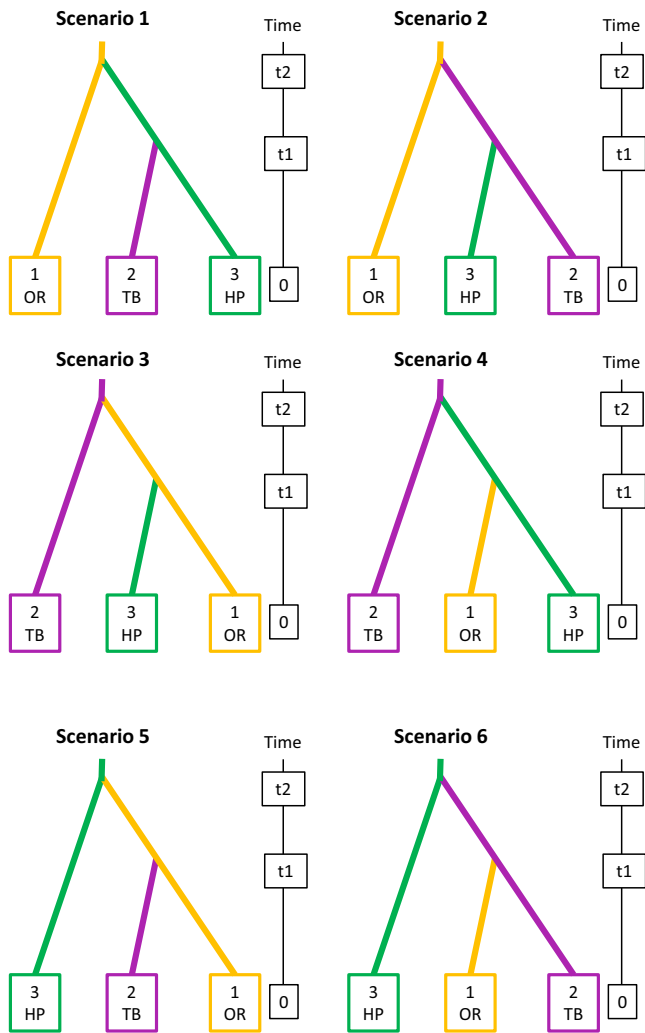 Scenario 1
Time
Scenario 2
Time
t2
t2
t1
t1
1
OR
2
TB
3
HP
0
1
OR
3
HP
2
TB
0
Scenario 3
Time
Scenario 4
Time
t2
t2
t1
t1
2
TB
3
HP
1
OR
0
2
TB
1
OR
3
HP
0
Scenario 5
Time
Scenario 6
Time
t2
t2
t1
t1
3
HP
2
TB
1
OR
0
3
HP
1
OR
2
TB
0